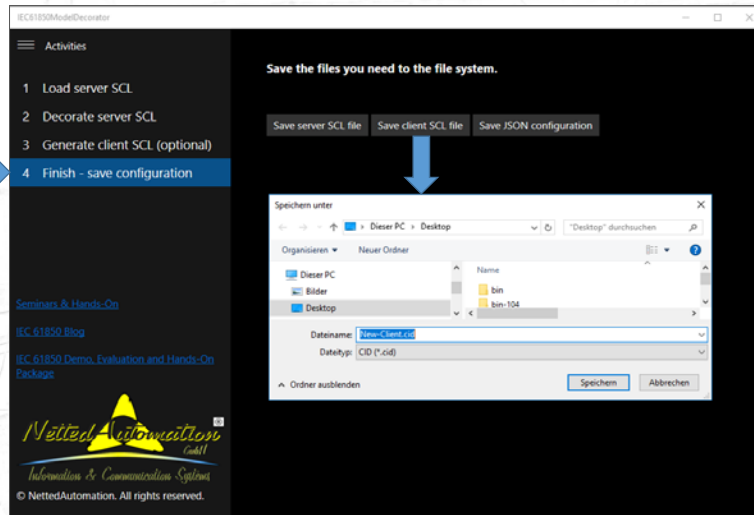 IEC61850ModelDecorator
Activities
1 Load server SCL
2 Decorate server SCL
3 Generate client SCL (optional)
4 Finish - save configuration
Seminars & Hands-On
IEC 61850 Blog
IEC 61850 Demo, Evaluation and Hands-On
Package
NettedAutomation
GmbH
Information & Communication Systems
© NettedAutomation. All rights reserved.
Save the files you need to the file system.
Save server SCL file Save client SCL file Save JSON configuration
Speichern unter
Dieser PC › Desktop
"Desktop" durchsuchen
Organisieren
Neuer Ordner
Dieser PC
Bilder
Desktop
Name
bin
bin-104
Dateiname: New-Client.cid
Dateityp: CID (*.cid)
Ordner ausblenden
Speichern
Abbrechen